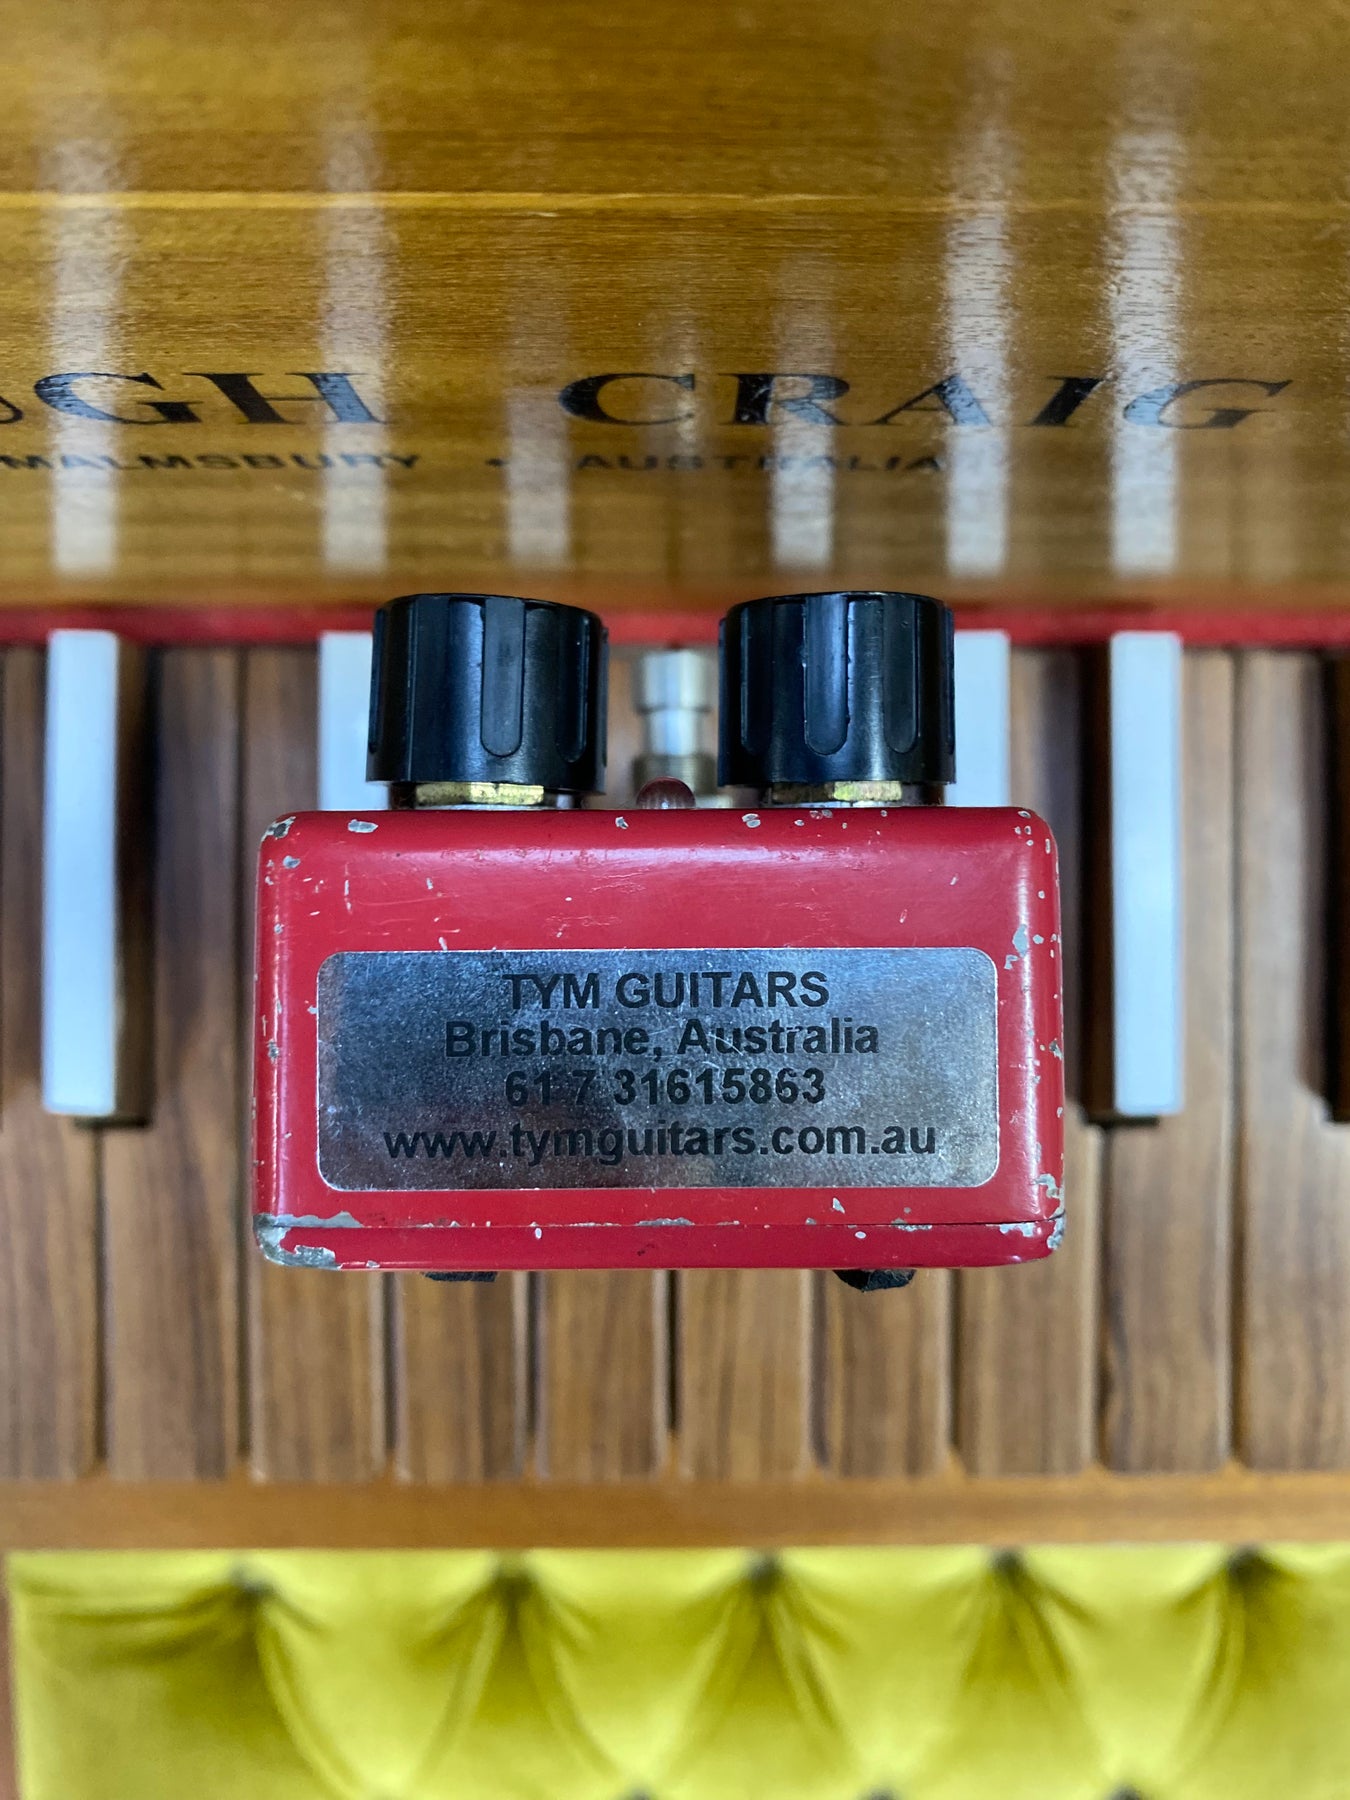 GH CRAIG
MALMSBURY • AUSTRALIA
TYM GUITARS
Brisbane, Australia
61 7 31615863
www.tymguitars.com.au